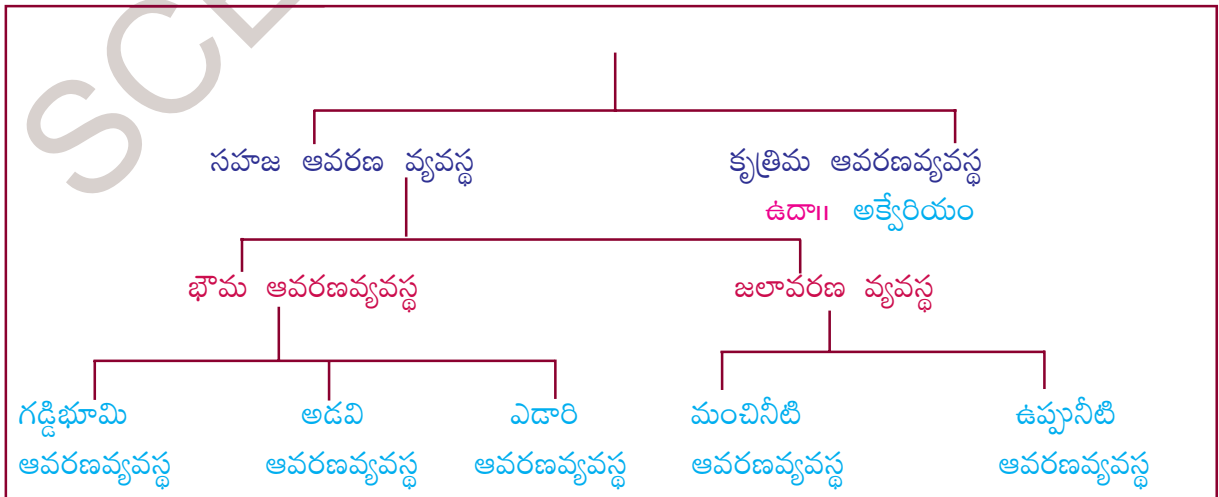 సహజ ఆవరణ వ్యవస్థ
కృత్రిమ ఆవరణవ్యవస్థ
ఉదా॥ అక్వేరియం
భౌమ ఆవరణవ్యవస్థ
జలావరణ వ్యవస్థ
గడ్డిభూమి
ఆవరణవ్యవస్థ
అడవి
ఆవరణవ్యవస్థ
ఎడారి
ఆవరణవ్యవస్థ
మంచినీటి
ఆవరణవ్యవస్థ
ఉప్పునీటి
ఆవరణవ్యవస్థ